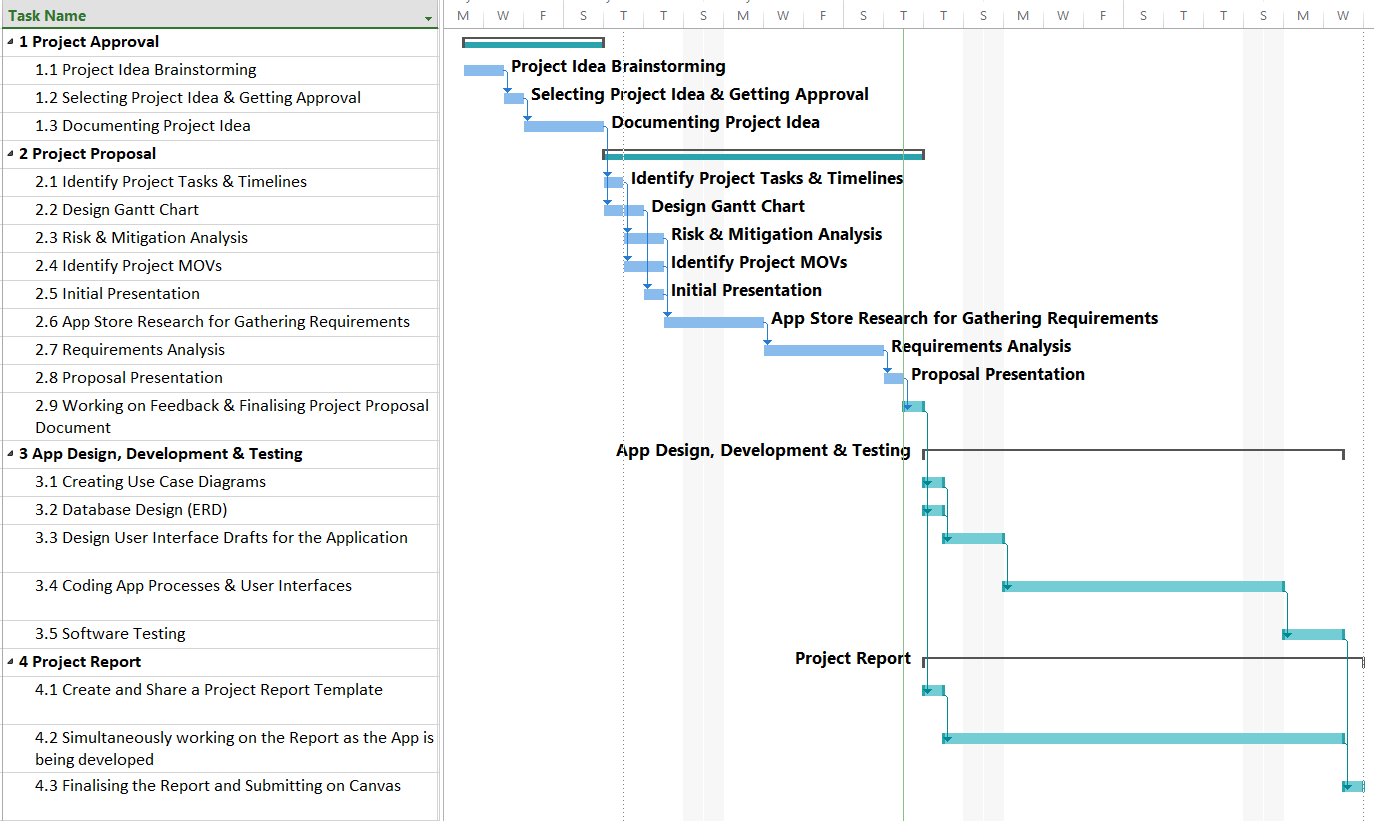 Task Name
M W F S T T S M W F S T T S M W F S T T S M W
1 Project Approval
1.1 Project Idea Brainstorming
Project Idea Brainstorming
1.2 Selecting Project Idea & Getting Approval
Selecting Project Idea & Getting Approval
1.3 Documenting Project Idea
Documenting Project Idea
2 Project Proposal
2.1 Identify Project Tasks & Timelines
Identify Project Tasks & Timelines
2.2 Design Gantt Chart
Design Gantt Chart
2.3 Risk & Mitigation Analysis
Risk & Mitigation Analysis
2.4 Identify Project MOVs
Identify Project MOVs
2.5 Initial Presentation
Initial Presentation
2.6 App Store Research for Gathering Requirements
App Store Research for Gathering Requirements
2.7 Requirements Analysis
Requirements Analysis
2.8 Proposal Presentation
Proposal Presentation
2.9 Working on Feedback & Finalising Project Proposal
Document
3 App Design, Development & Testing
App Design, Development & Testing
3.1 Creating Use Case Diagrams
3.2 Database Design (ERD)
3.3 Design User Interface Drafts for the Application
3.4 Coding App Processes & User Interfaces
3.5 Software Testing
4 Project Report
Project Report
4.1 Create and Share a Project Report Template
4.2 Simultaneously working on the Report as the App is
being developed
4.3 Finalising the Report and Submitting on Canvas